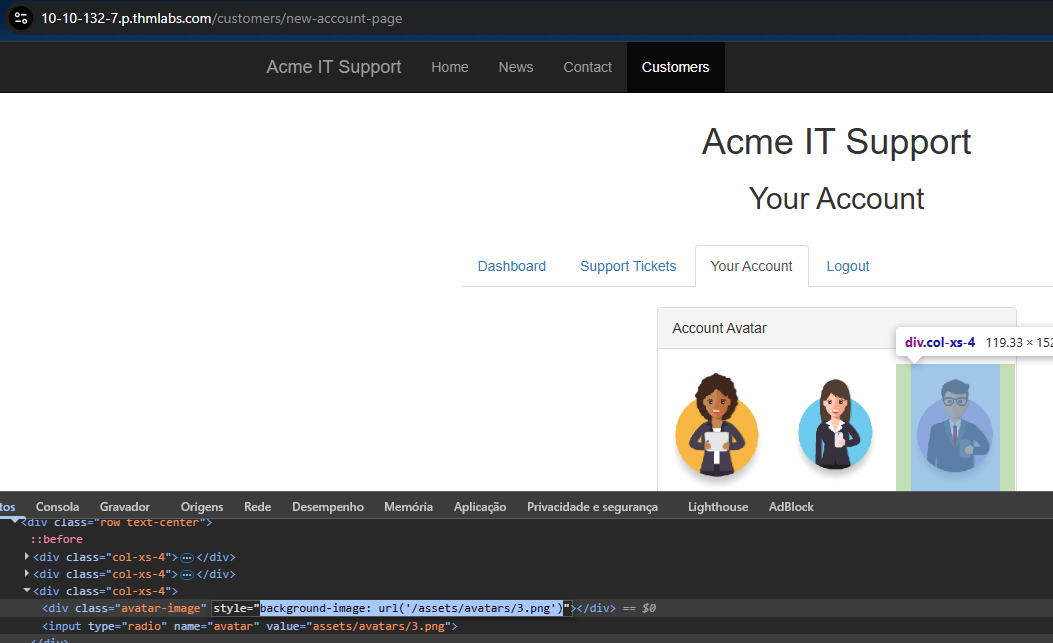 10-10-132-7.p.thmlabs.com/customers/new-account-page
Acme IT Support Home News Contact Customers
Acme IT Support
Your Account
Dashboard Support Tickets Your Account Logout
Account Avatar
div.col-xs-4 119.33 × 152
tos Consola Gravador Origens Rede Desempenho Memória Aplicação Privacidade e segurança Lighthouse AdBlock
<div class="row text-center">
::before
<div class="col-xs-4"> … </div>
<div class="col-xs-4"> … </div>
<div class="col-xs-4">
<div class="avatar-image" style="background-image: url('/assets/avatars/3.png')"></div> == $0
<input type="radio" name="avatar" value="assets/avatars/3.png">
</div>